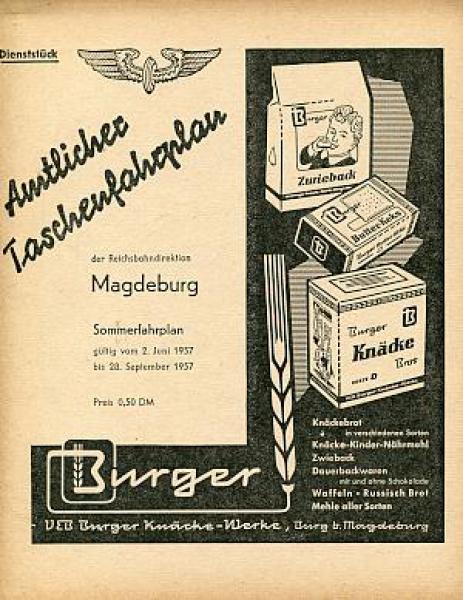 Dienststück
Amtlicher
Taschenfahrplan
der Reichsbahndirektion
Magdeburg
Sommerfahrplan
gültig vom 2. Juni 1957
bis 28. September 1957
Preis 0,50 DM
Burger
Zwieback
Burger
Butter Keks
Burger
Knäcke
Brot
Knäckebrot
in verschiedenen Sorten
Knäcke-Kinder-Nährmehl
Zwieback
Dauerbackwaren
mit und ohne Schokolade
Waffeln · Russisch Brot
Mehle aller Sorten
Burger
VEB Burger Knäcke-Werke, Burg b. Magdeburg